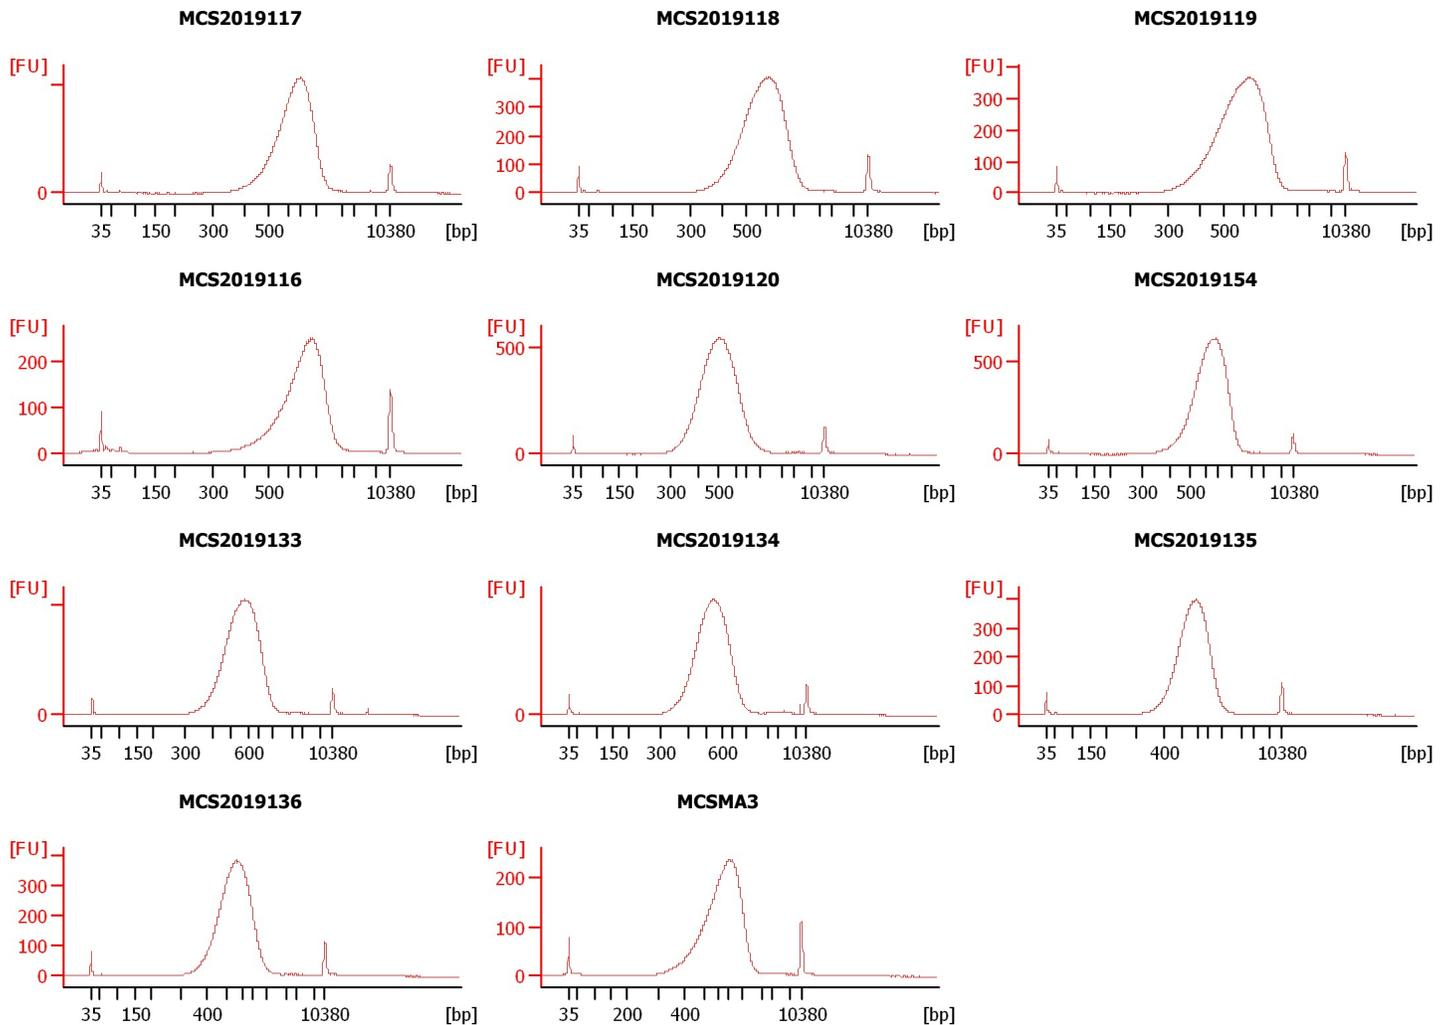 MCS2019117 MCS2019118 MCS2019119
[FU] [FU] [FU]
300 300
200 200
100 100
0 0 0
35 150 300 500 10380 [bp] 35 150 300 500 10380 [bp] 35 150 300 500 10380 [bp]
MCS2019116 MCS2019120 MCS2019154
[FU] [FU] [FU]
200 500 500
100
0 0 0
35 150 300 500 10380 [bp] 35 150 300 500 10380 [bp] 35 150 300 500 10380 [bp]
MCS2019133 MCS2019134 MCS2019135
[FU] [FU] [FU]
300
200
100
0 0 0
35 150 300 600 10380 [bp] 35 150 300 600 10380 [bp] 35 150 400 10380 [bp]
MCS2019136 MCSMA3
[FU] [FU]
300 200
200
100 100
0 0
35 150 400 10380 [bp] 35 200 400 10380 [bp]